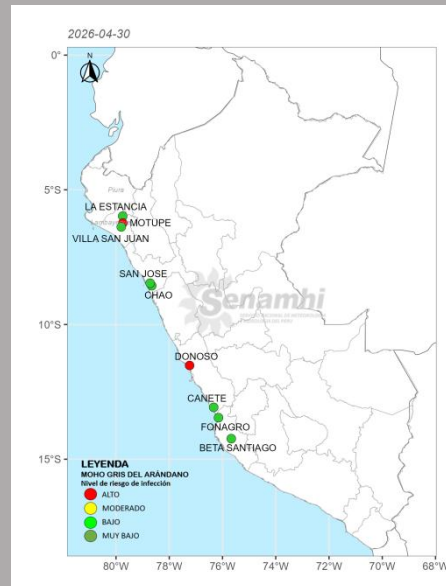 2026-04-30
N
0°
Piura
LA ESTANCIA
5°S
MOTUPE
VILLA SAN JUAN
SAN JOSE
CHAO
Senamhi
10°S
DONOSO
CANETE
FONAGRO
BETA SANTIAGO
15°S
LEYENDA
MOHO GRIS DEL ARÁNDANO
Nivel de riesgo de infección
ALTO
MODERADO
BAJO
MUY BAJO
80°W 78°W 76°W 74°W 72°W 70°W 68°W